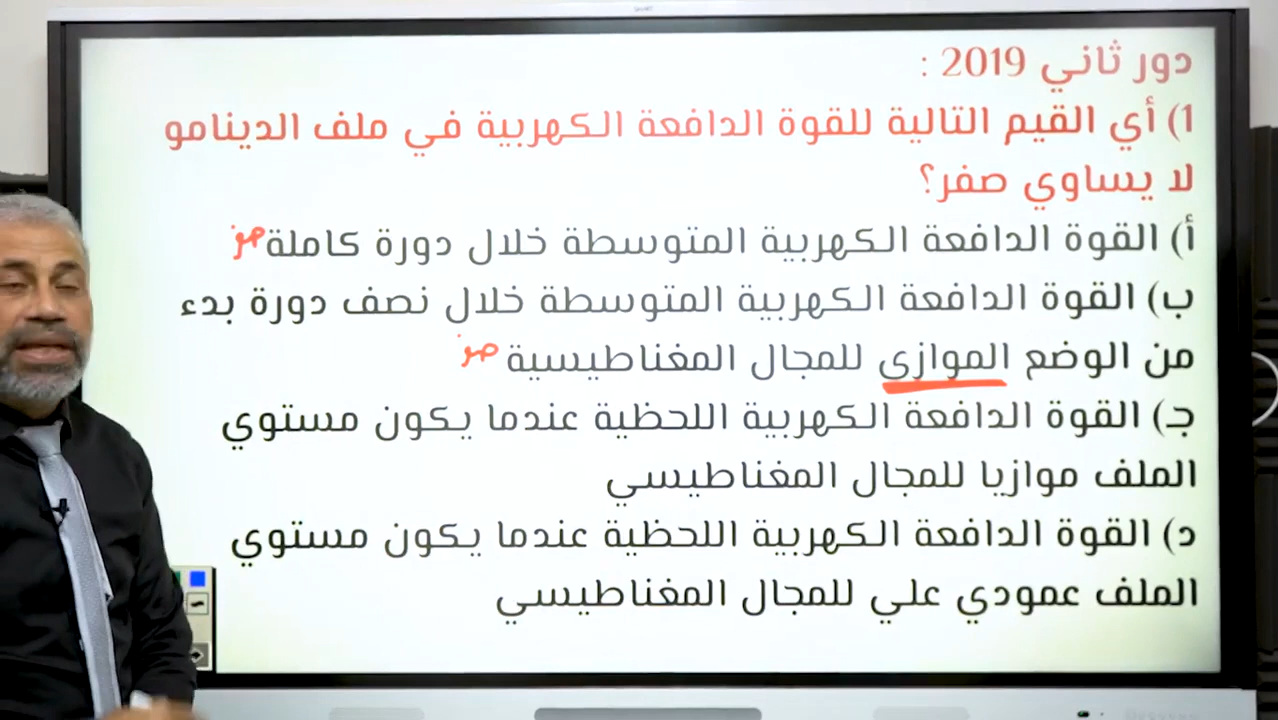 دور ثاني 2019 :
1) أي القيم التالية للقوة الدافعة الكهربية في ملف الدينامو
لا يساوي صفر؟
أ) القوة الدافعة الكهربية المتوسطة خلال دورة كاملة صفر
ب) القوة الدافعة الكهربية المتوسطة خلال نصف دورة بدء
من الوضع الموازى للمجال المغناطيسية صفر
جـ) القوة الدافعة الكهربية اللحظية عندما يكون مستوي
الملف موازيا للمجال المغناطيسي
د) القوة الدافعة الكهربية اللحظية عندما يكون مستوي
الملف عمودي علي للمجال المغناطيسي